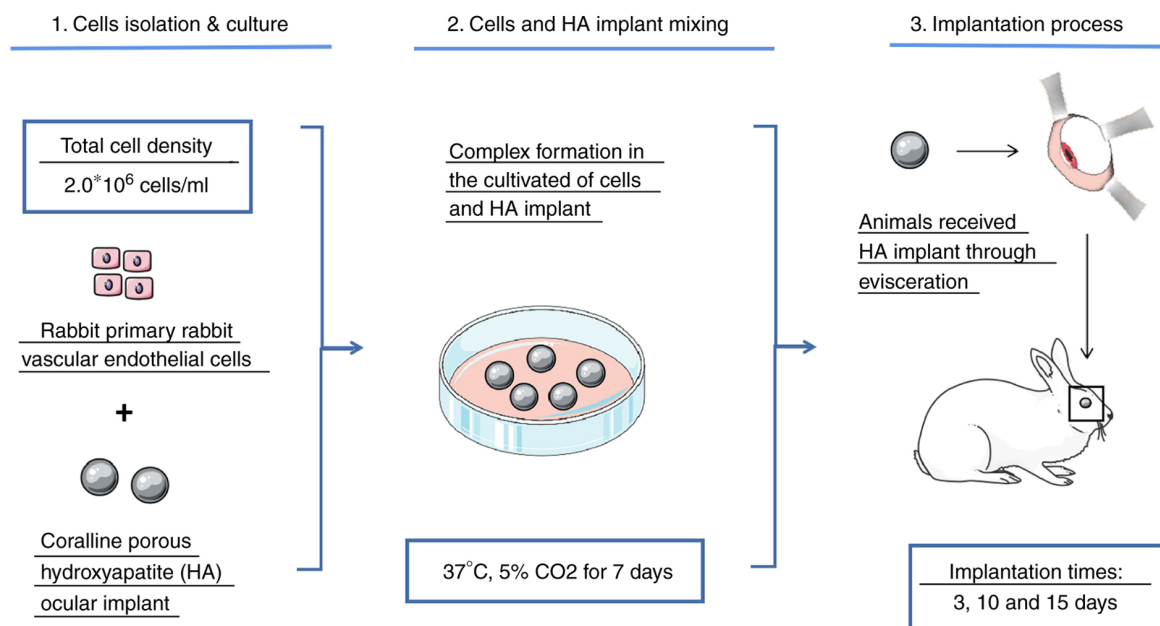 1. Cells isolation & culture
Total cell density
2.0*10⁶ cells/ml
Rabbit primary rabbit
vascular endothelial cells
+
Coralline porous
hydroxyapatite (HA)
ocular implant
2. Cells and HA implant mixing
Complex formation in
the cultivated of cells
and HA implant
37°C, 5% CO2 for 7 days
3. Implantation process
Animals received
HA implant through
evisceration
Implantation times:
3, 10 and 15 days